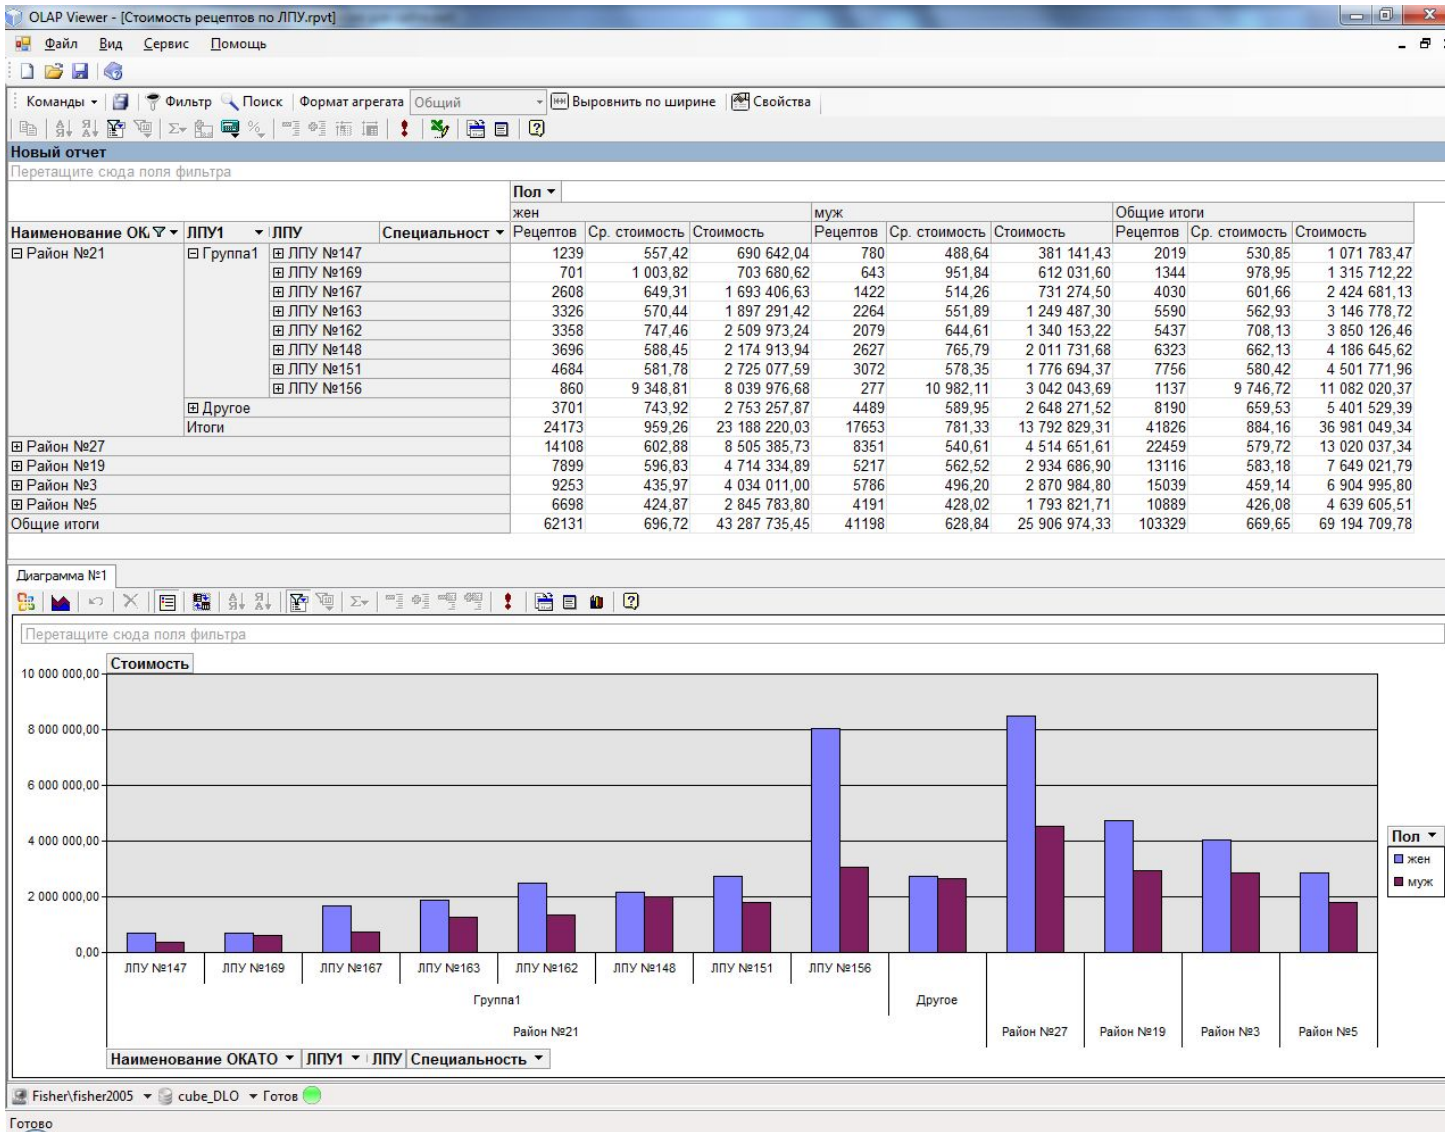 OLAP Viewer - [Стоимость рецептов по ЛПУ.rpvt]
Файл Вид Сервис Помощь
Команды Фильтр Поиск Формат агрегата Общий Выровнить по ширине Свойства
Новый отчет
Перетащите сюда поля фильтра
Пол
жен муж Общие итоги
Наименование ОК. ЛПУ1 ЛПУ Специальност Рецептов Ср. стоимость Стоимость Рецептов Ср. стоимость Стоимость Рецептов Ср. стоимость Стоимость
Район №21 Группа1 ЛПУ №147 1239 557,42 690 642,04 780 488,64 381 141,43 2019 530,85 1 071 783,47
ЛПУ №169 701 1 003,82 703 680,62 643 951,84 612 031,60 1344 978,95 1 315 712,22
ЛПУ №167 2608 649,31 1 693 406,63 1422 514,26 731 274,50 4030 601,66 2 424 681,13
ЛПУ №163 3326 570,44 1 897 291,42 2264 551,89 1 249 487,30 5590 562,93 3 146 778,72
ЛПУ №162 3358 747,46 2 509 973,24 2079 644,61 1 340 153,22 5437 708,13 3 850 126,46
ЛПУ №148 3696 588,45 2 174 913,94 2627 765,79 2 011 731,68 6323 662,13 4 186 645,62
ЛПУ №151 4684 581,78 2 725 077,59 3072 578,35 1 776 694,37 7756 580,42 4 501 771,96
ЛПУ №156 860 9 348,81 8 039 976,68 277 10 982,11 3 042 043,69 1137 9 746,72 11 082 020,37
Другое 3701 743,92 2 753 257,87 4489 589,95 2 648 271,52 8190 659,53 5 401 529,39
Итоги 24173 959,26 23 188 220,03 17653 781,33 13 792 829,31 41826 884,16 36 981 049,34
Район №27 14108 602,88 8 505 385,73 8351 540,61 4 514 651,61 22459 579,72 13 020 037,34
Район №19 7899 596,83 4 714 334,89 5217 562,52 2 934 686,90 13116 583,18 7 649 021,79
Район №3 9253 435,97 4 034 011,00 5786 496,20 2 870 984,80 15039 459,14 6 904 995,80
Район №5 6698 424,87 2 845 783,80 4191 428,02 1 793 821,71 10889 426,08 4 639 605,51
Общие итоги 62131 696,72 43 287 735,45 41198 628,84 25 906 974,33 103329 669,65 69 194 709,78
Диаграмма №1
Перетащите сюда поля фильтра
Стоимость
10 000 000,00
8 000 000,00
6 000 000,00
4 000 000,00
2 000 000,00
0,00
Пол
жен
муж
ЛПУ №147 ЛПУ №169 ЛПУ №167 ЛПУ №163 ЛПУ №162 ЛПУ №148 ЛПУ №151 ЛПУ №156
Группа1 Другое
Район №21 Район №27 Район №19 Район №3 Район №5
Наименование ОКАТО ЛПУ1 ЛПУ Специальность
Fisher\fisher2005 cube_DLO Готов
Готово